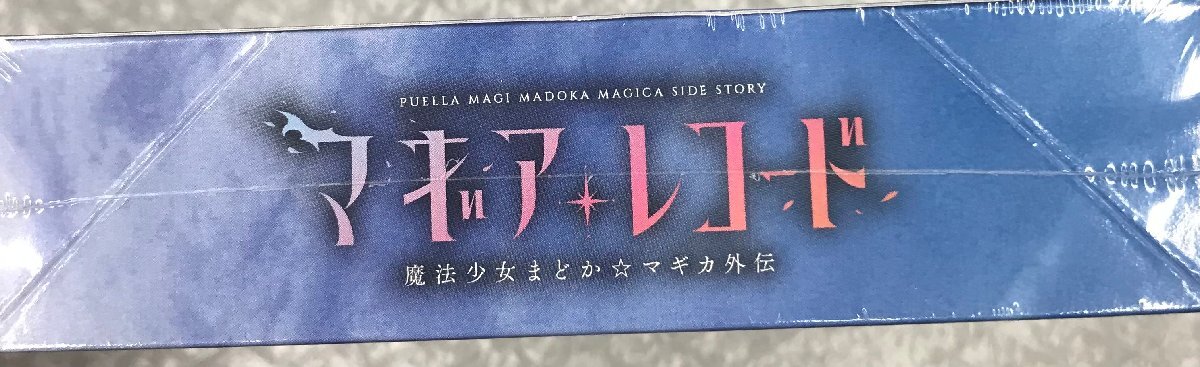 PUELLA MAGI MADOKA MAGICA SIDE STORY
マギアレコード
魔法少女まどか☆マギカ外伝